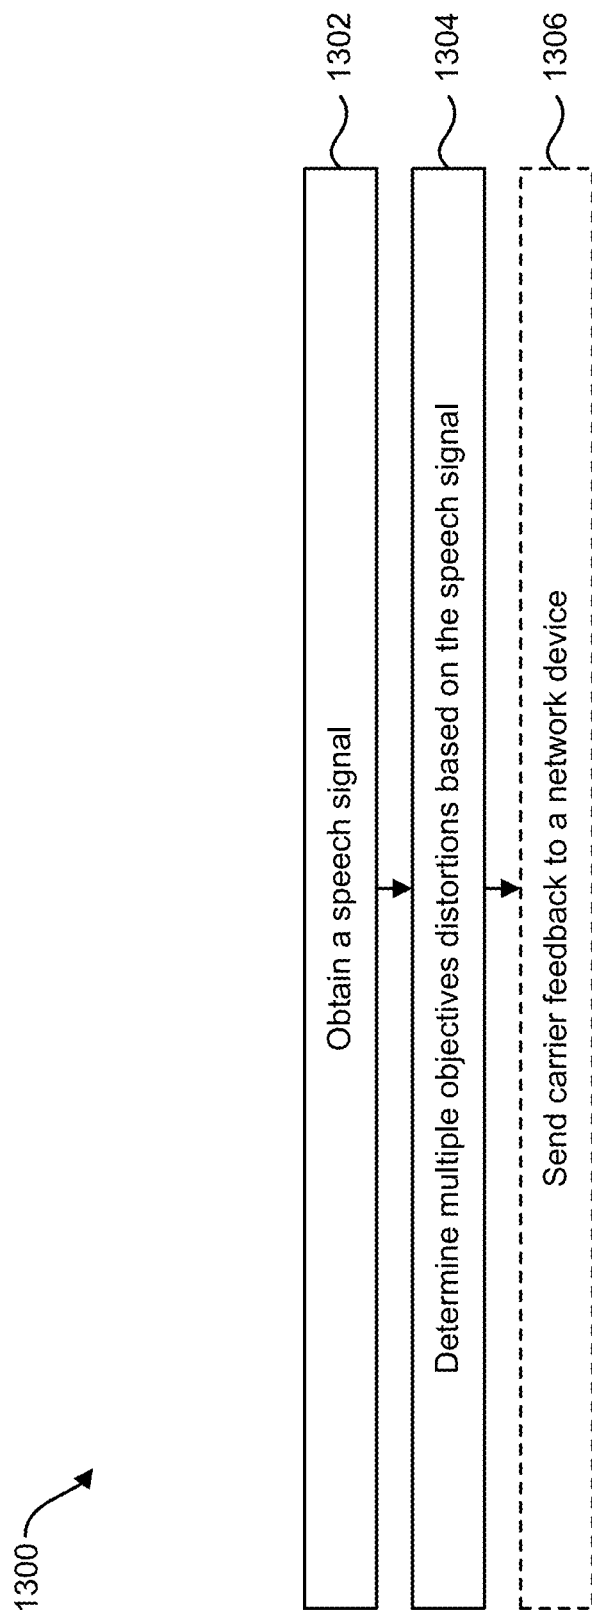 1300
Obtain a speech signal
1302
Determine multiple objectives distortions based on the speech signal
1304
Send carrier feedback to a network device
1306